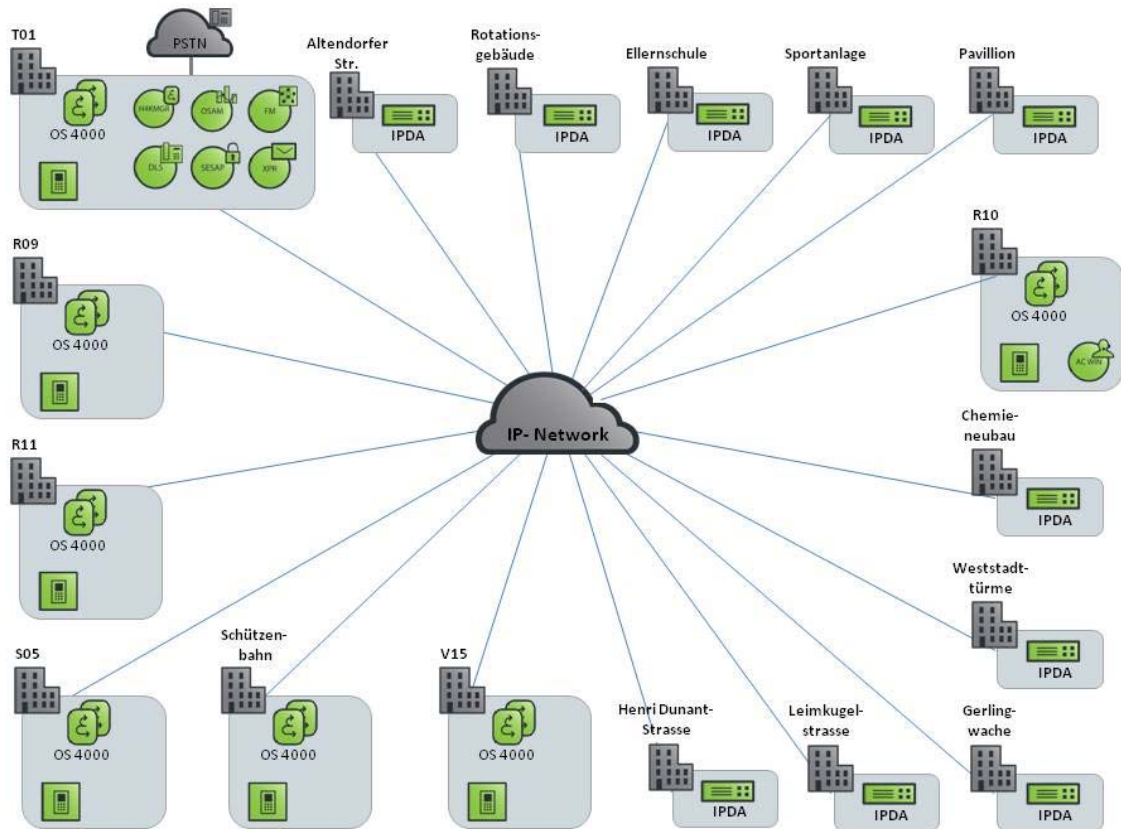 T01
PSTN
OS 4000
H4KMGR
OSAM
FM
DLS
SESAP
XPR
Altendorfer
Str.
IPDA
Rotations-
gebäude
IPDA
Ellernschule
IPDA
Sportanlage
IPDA
Pavillion
IPDA
R09
OS 4000
R10
OS 4000
AC WIN
IP- Network
R11
OS 4000
Chemie-
neubau
IPDA
Weststadt-
türme
IPDA
S05
OS 4000
Schützen-
bahn
OS 4000
V15
OS 4000
Henri Dunant-
Strasse
IPDA
Leimkugel-
strasse
IPDA
Gerling-
wache
IPDA